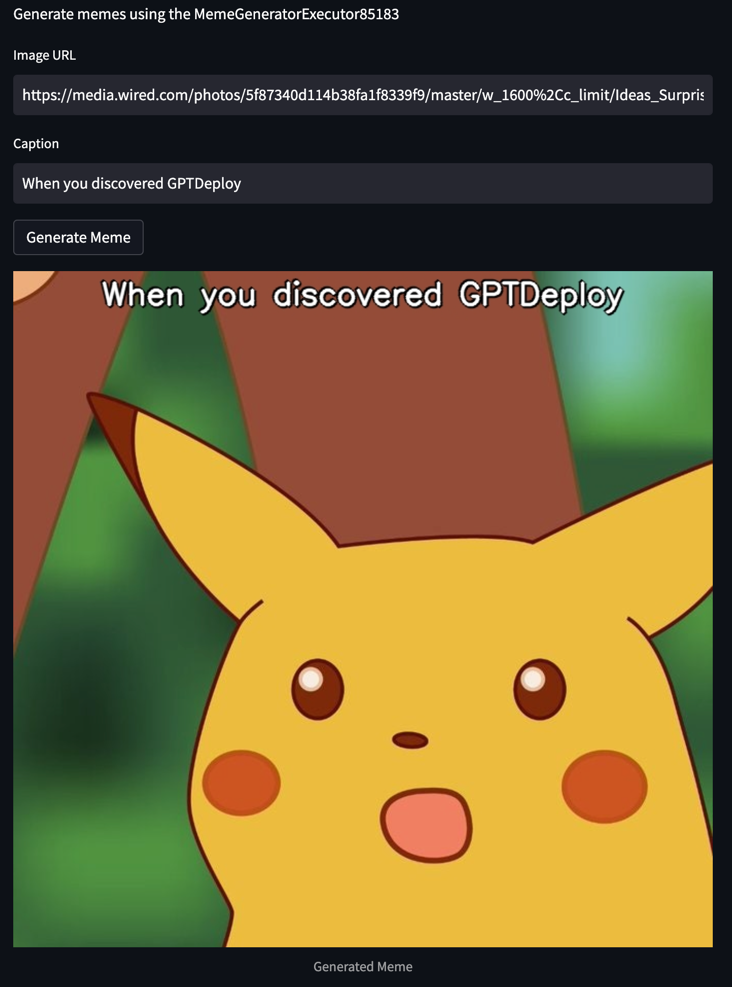 Generate memes using the MemeGeneratorExecutor85183
Image URL
https://media.wired.com/photos/5f87340d114b38fa1f8339f9/master/w_1600%2Cc_limit/Ideas_Surpris
Caption
When you discovered GPTDeploy
Generate Meme
When you discovered GPTDeploy
Generated Meme